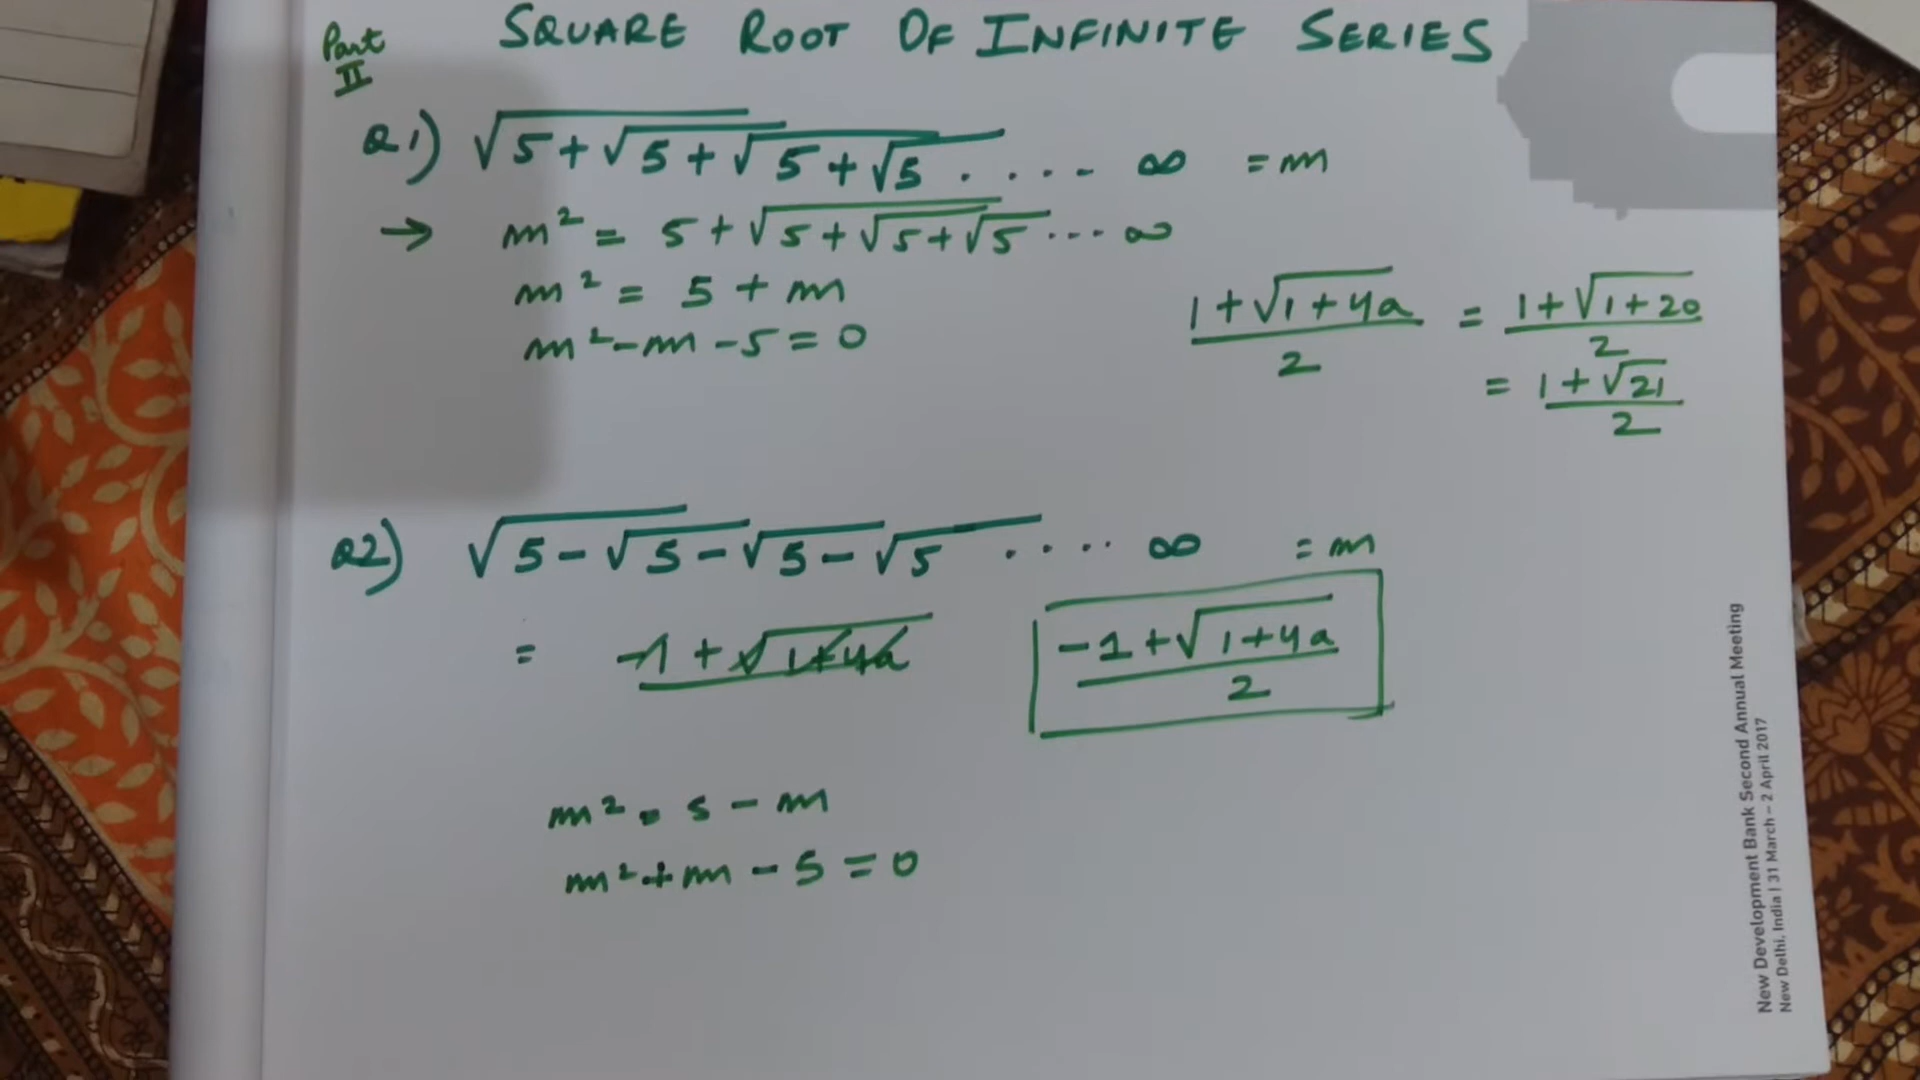 Part II
SQUARE ROOT OF INFINITE SERIES
Q1) √5+√5+√5+√5 . . . . . ∞ = m
→ m² = 5+√5+√5+√5 ... ∞
m² = 5 + m
m² - m - 5 = 0
1+√1+4a / 2 = 1+√1+20 / 2
= 1+√21 / 2
Q2) √5-√5-√5-√5 . . . . ∞ = m
= -1+√1+4a
-1+√1+4a / 2
m² = 5 - m
m² + m - 5 = 0
New Development Bank Second Annual Meeting
New Delhi, India | 31 March – 2 April 2017